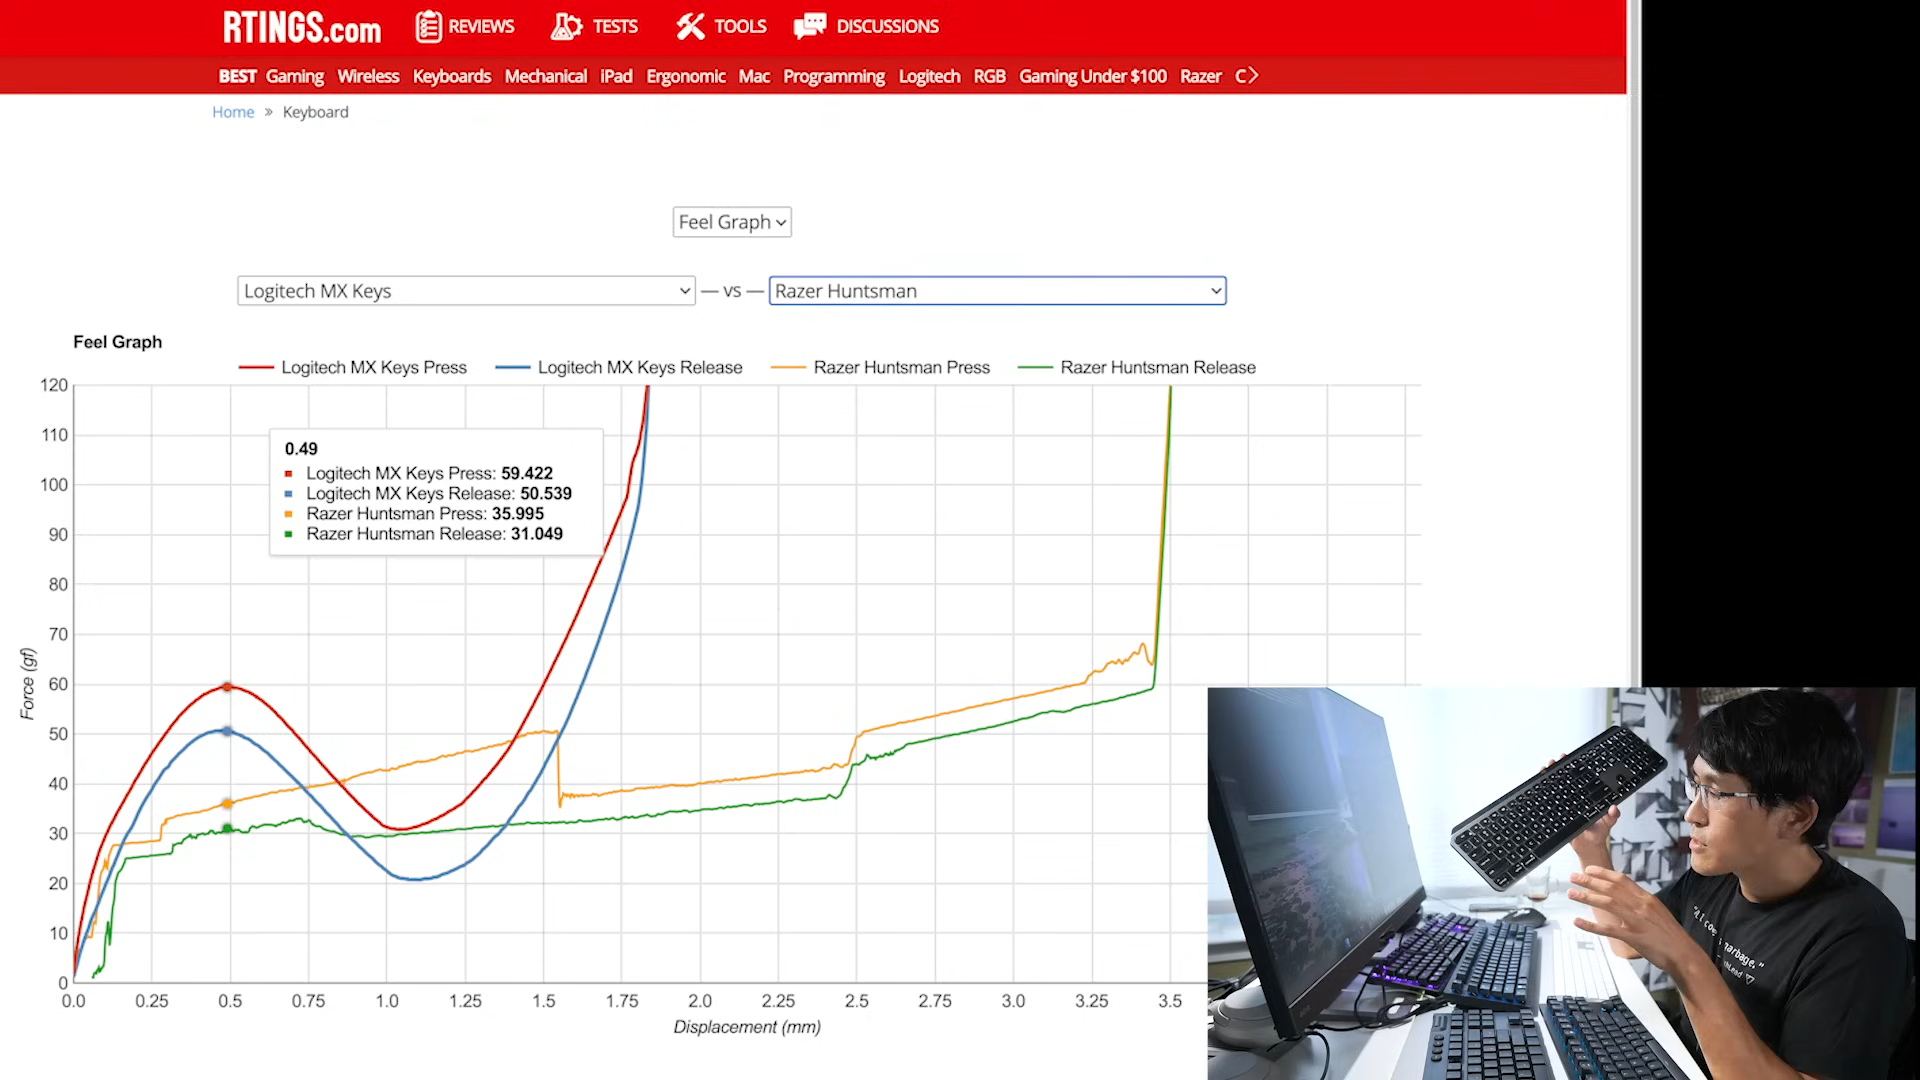 RTINGS.com REVIEWS TESTS TOOLS DISCUSSIONS
BEST Gaming Wireless Keyboards Mechanical iPad Ergonomic Mac Programming Logitech RGB Gaming Under $100 Razer C
Home » Keyboard
Feel Graph
Logitech MX Keys — vs — Razer Huntsman
Feel Graph
Logitech MX Keys Press Logitech MX Keys Release Razer Huntsman Press Razer Huntsman Release
120
110
100
90
80
70
60
50
40
30
20
10
0
Force (gf)
0.49
Logitech MX Keys Press: 59.422
Logitech MX Keys Release: 50.539
Razer Huntsman Press: 35.995
Razer Huntsman Release: 31.049
0.0 0.25 0.5 0.75 1.0 1.25 1.5 1.75 2.0 2.25 2.5 2.75 3.0 3.25 3.5
Displacement (mm)